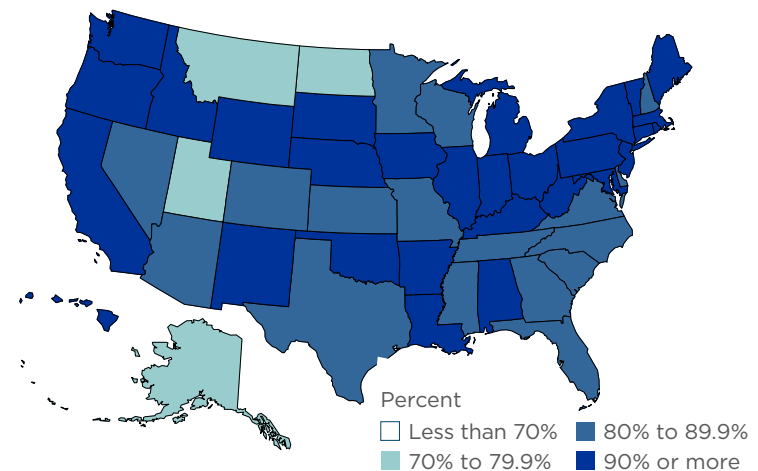 Percent
Less than 70%
80% to 89.9%
70% to 79.9%
90% or more